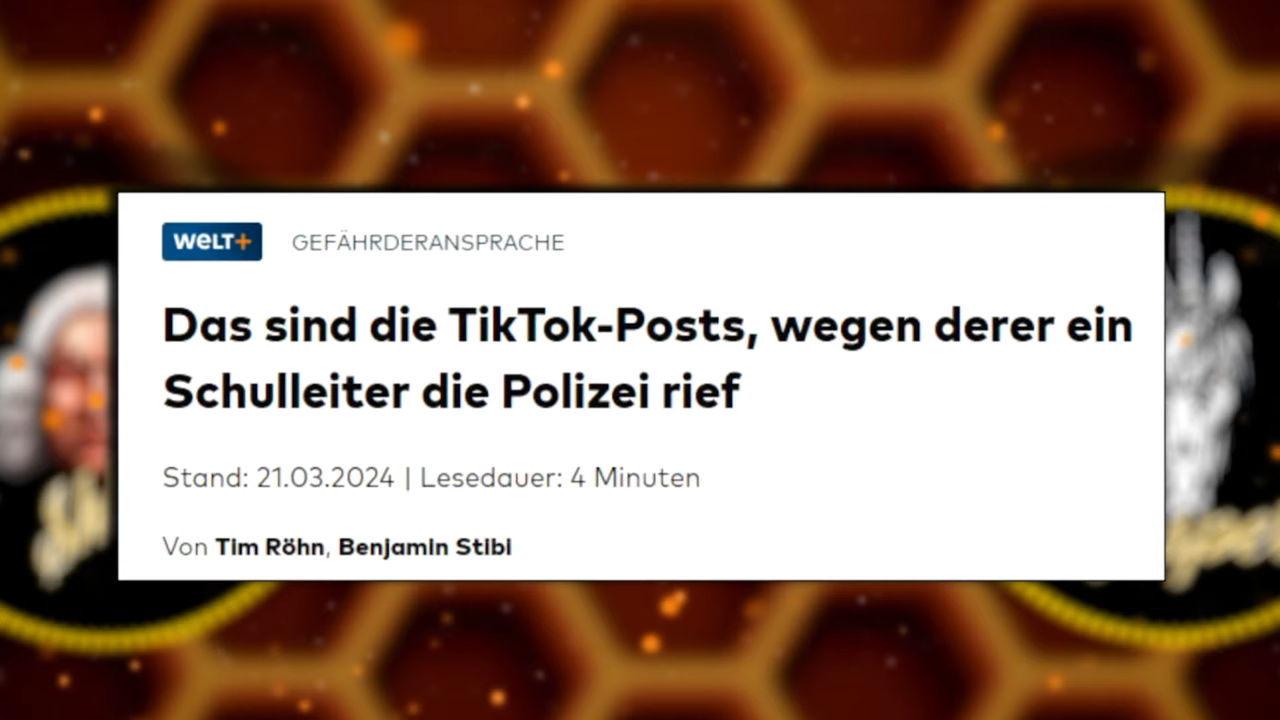 WELT+ GEFÄHRDERANSPRACHE
Das sind die TikTok-Posts, wegen derer ein
Schulleiter die Polizei rief
Stand: 21.03.2024 | Lesedauer: 4 Minuten
Von Tim Röhn, Benjamin Stibi